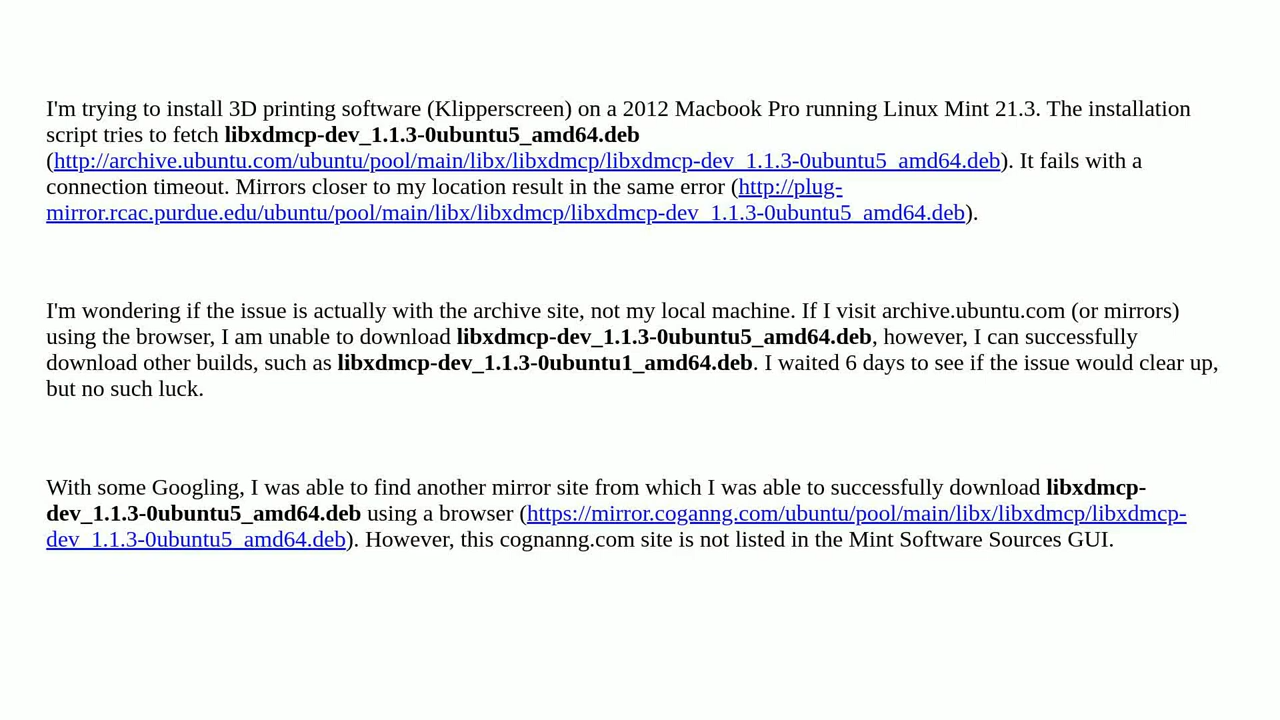 I'm trying to install 3D printing software (Klipperscreen) on a 2012 Macbook Pro running Linux Mint 21.3. The installation
script tries to fetch libxdmcp-dev_1.1.3-0ubuntu5_amd64.deb
(http://archive.ubuntu.com/ubuntu/pool/main/libx/libxdmcp/libxdmcp-dev_1.1.3-0ubuntu5_amd64.deb). It fails with a
connection timeout. Mirrors closer to my location result in the same error (http://plug-
mirror.rcac.purdue.edu/ubuntu/pool/main/libx/libxdmcp/libxdmcp-dev_1.1.3-0ubuntu5_amd64.deb).
I'm wondering if the issue is actually with the archive site, not my local machine. If I visit archive.ubuntu.com (or mirrors)
using the browser, I am unable to download libxdmcp-dev_1.1.3-0ubuntu5_amd64.deb, however, I can successfully
download other builds, such as libxdmcp-dev_1.1.3-0ubuntu1_amd64.deb. I waited 6 days to see if the issue would clear up,
but no such luck.
With some Googling, I was able to find another mirror site from which I was able to successfully download libxdmcp-
dev_1.1.3-0ubuntu5_amd64.deb using a browser (https://mirror.coganng.com/ubuntu/pool/main/libx/libxdmcp/libxdmcp-
dev_1.1.3-0ubuntu5_amd64.deb). However, this cognanng.com site is not listed in the Mint Software Sources GUI.